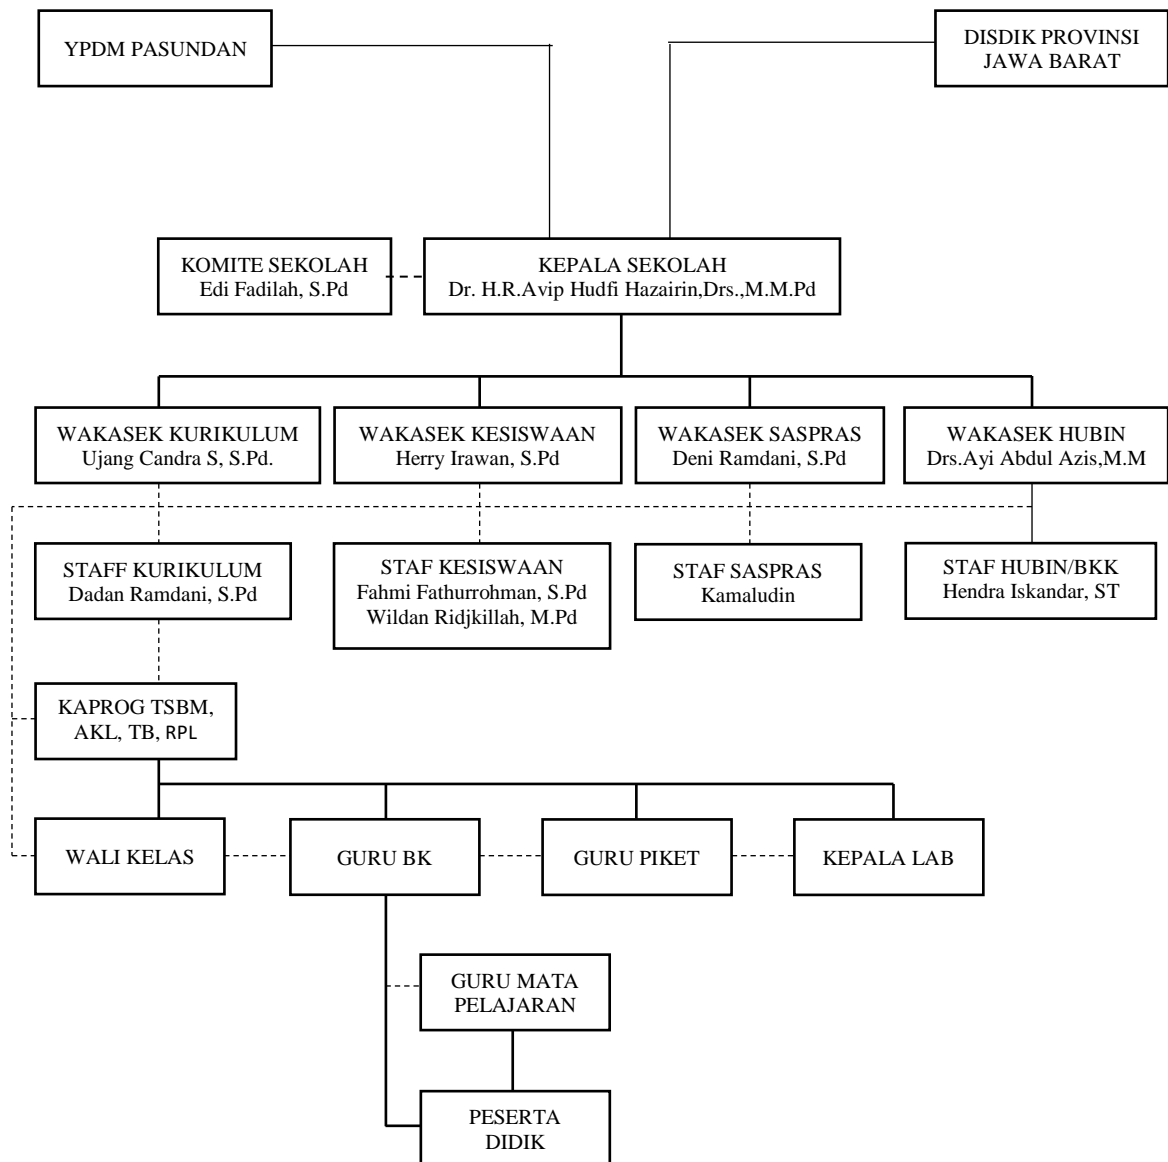 YPDM PASUNDAN
DISDIK PROVINSI
JAWA BARAT
KOMITE SEKOLAH
Edi Fadilah, S.Pd
KEPALA SEKOLAH
Dr. H.R.Avip Hudfi Hazairin,Drs.,M.M.Pd
WAKASEK KURIKULUM
Ujang Candra S, S.Pd.
WAKASEK KESISWAAN
Herry Irawan, S.Pd
WAKASEK SASPRAS
Deni Ramdani, S.Pd
WAKASEK HUBIN
Drs.Ayi Abdul Azis,M.M
STAFF KURIKULUM
Dadan Ramdani, S.Pd
STAF KESISWAAN
Fahmi Fathurrohman, S.Pd
Wildan Ridjkillah, M.Pd
STAF SASPRAS
Kamaludin
STAF HUBIN/BKK
Hendra Iskandar, ST
KAPROG TSBM,
AKL, TB, RPL
WALI KELAS
GURU BK
GURU PIKET
KEPALA LAB
GURU MATA
PELAJARAN
PESERTA
DIDIK